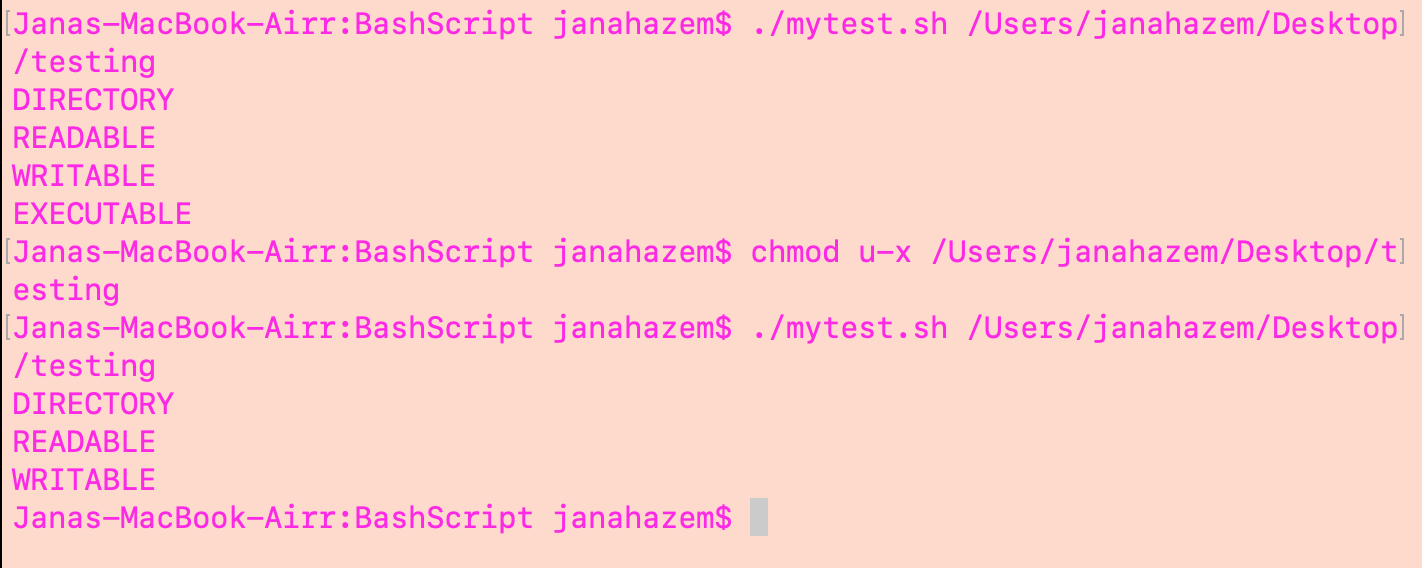 [Janas-MacBook-Airr:BashScript janahazem$ ./mytest.sh /Users/janahazem/Desktop]
/testing
DIRECTORY
READABLE
WRITABLE
EXECUTABLE
[Janas-MacBook-Airr:BashScript janahazem$ chmod u-x /Users/janahazem/Desktop/t]
esting
[Janas-MacBook-Airr:BashScript janahazem$ ./mytest.sh /Users/janahazem/Desktop]
/testing
DIRECTORY
READABLE
WRITABLE
Janas-MacBook-Airr:BashScript janahazem$